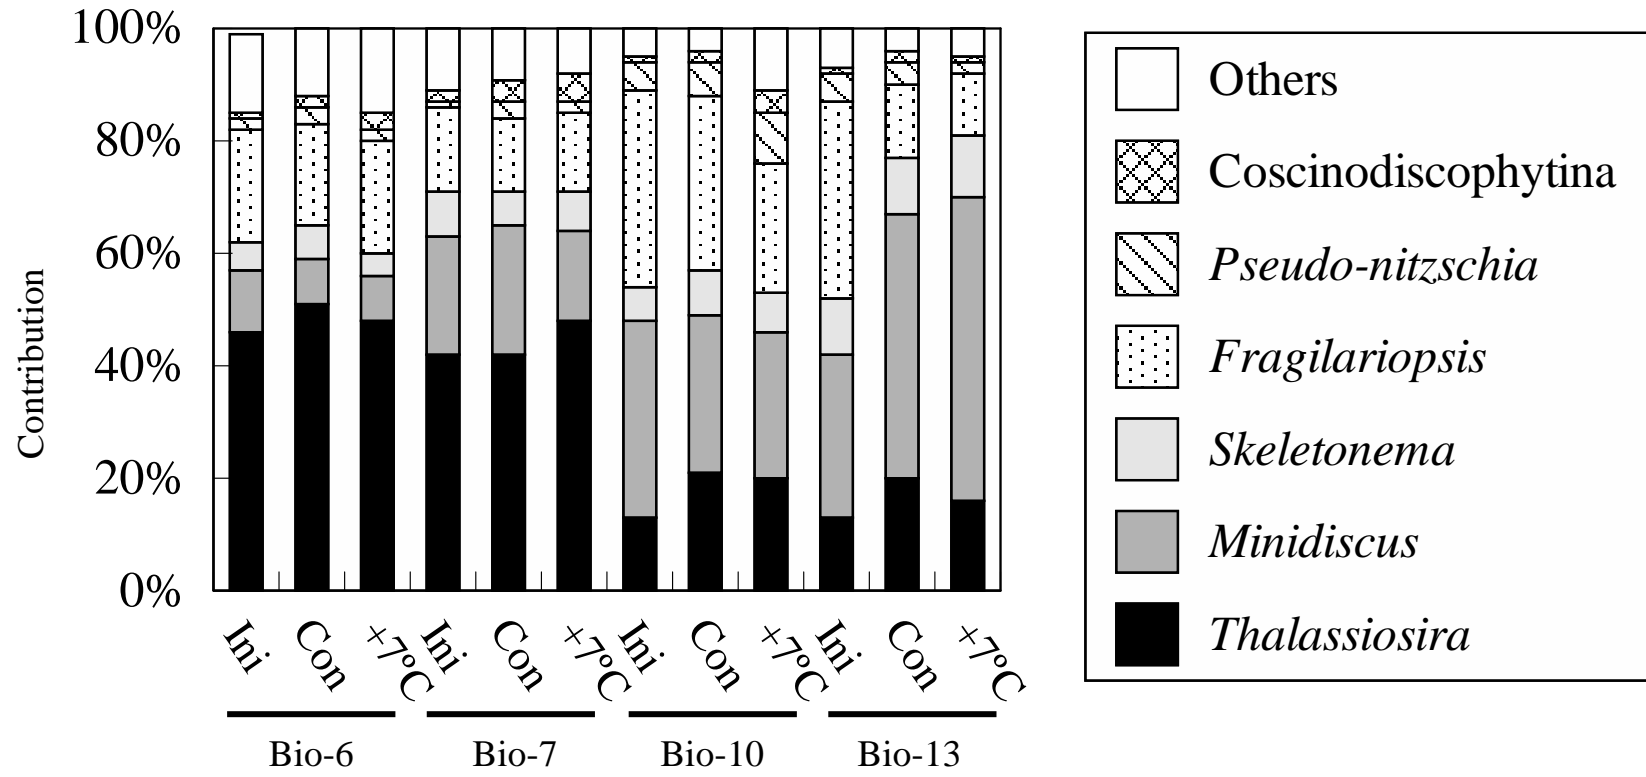 100%
80%
60%
40%
20%
0%
Contribution
Ini
Con
+7°C
Ini
Con
+7°C
Ini
Con
+7°C
Ini
Con
+7°C
Bio-6
Bio-7
Bio-10
Bio-13
Others
Coscinodiscophytina
Pseudo-nitzschia
Fragilariopsis
Skeletonema
Minidiscus
Thalassiosira